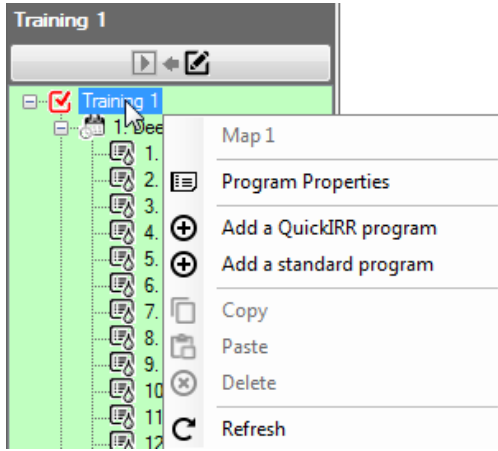 Training 1
Training 1
1. Dee
1.
2.
3.
4.
5.
6.
7.
8.
9.
10
11
12
Map 1
Program Properties
Add a QuickIRR program
Add a standard program
Copy
Paste
Delete
Refresh